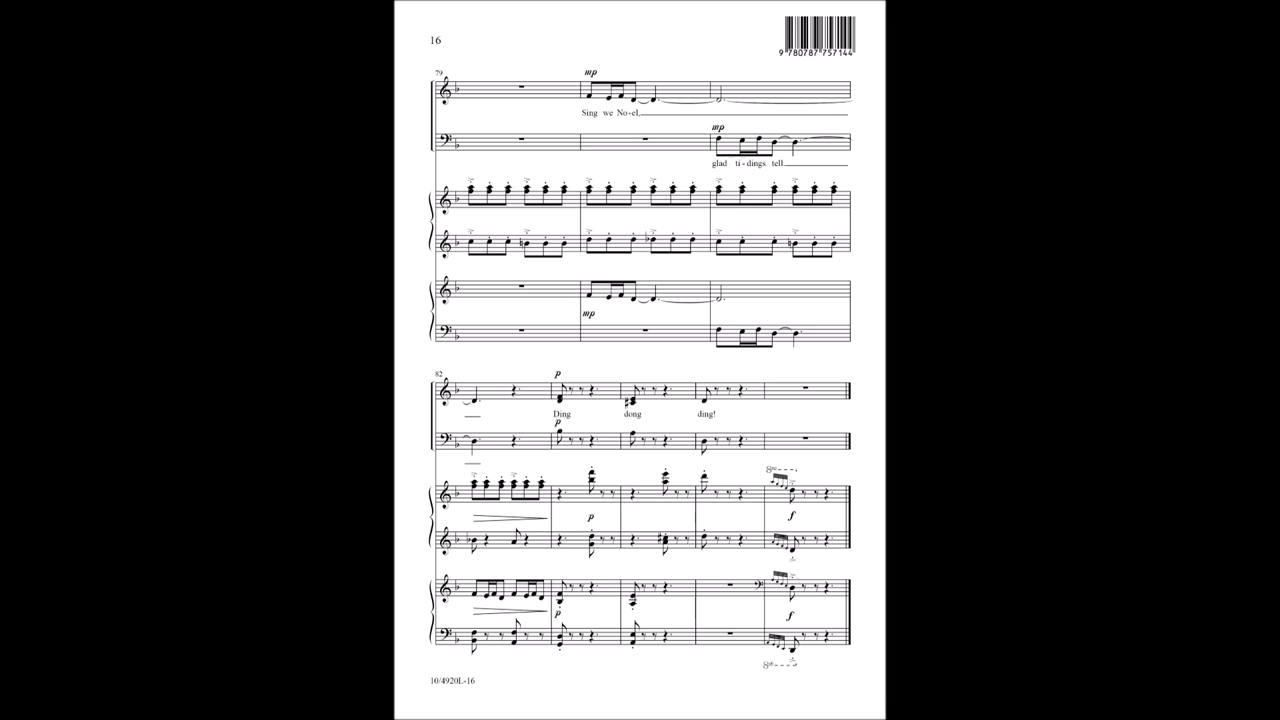 16
9 780787 757144
79
mp
Sing we No-el,
mp
glad ti-dings tell
mp
82
p
Ding dong ding!
p
8va
p f
p f
8vb
10/4920L-16